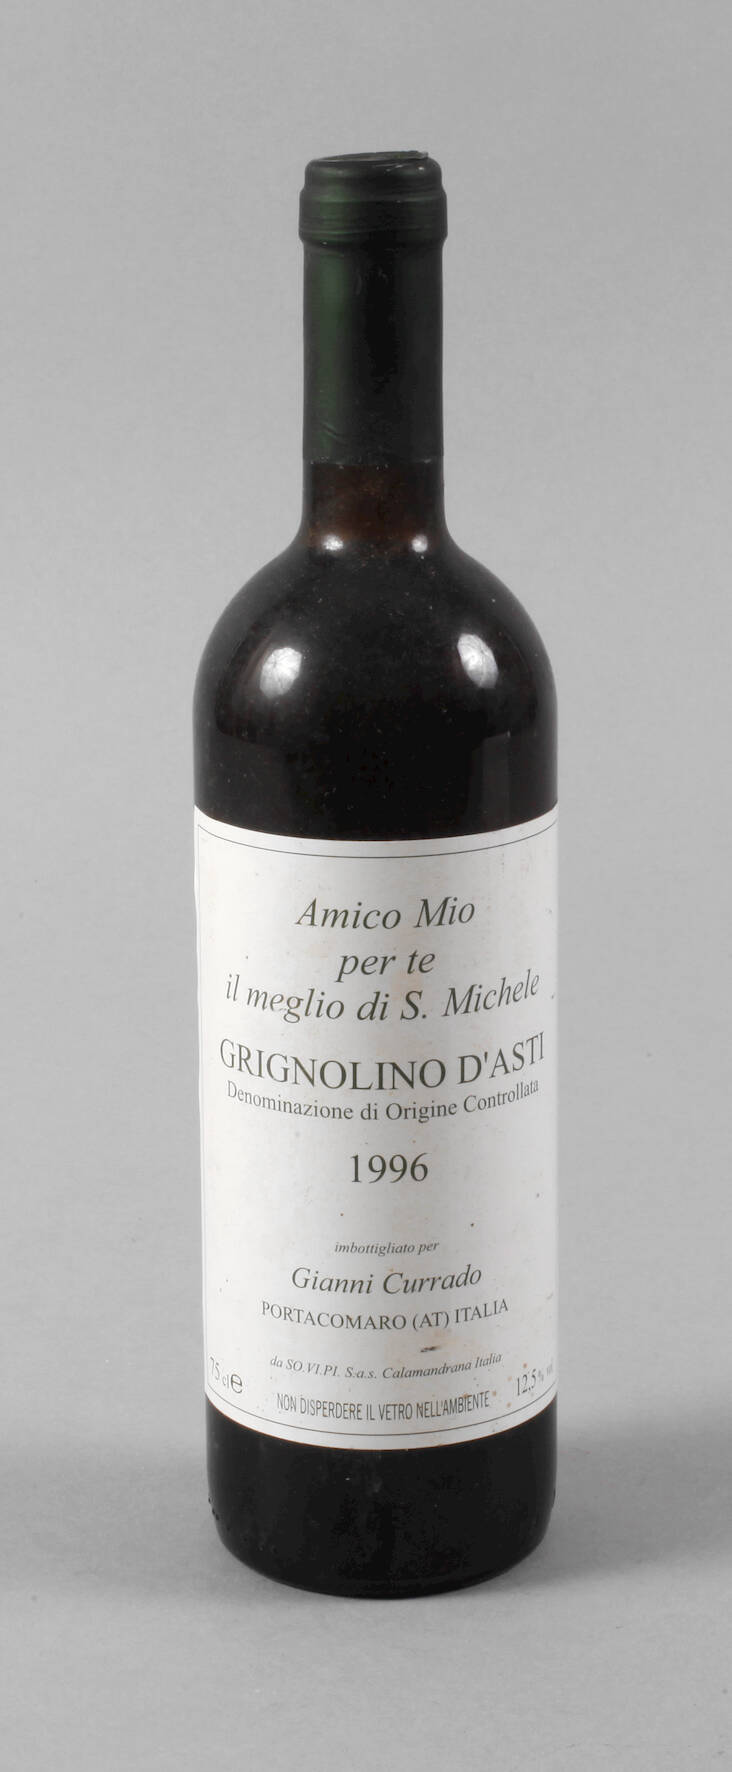 Amico Mio
per te
il meglio di S. Michele
GRIGNOLINO D'ASTI
Denominazione di Origine Controllata
1996
imbottigliato per
Gianni Currado
PORTACOMARO (AT) ITALIA
da SO.VI.PI. S.a.s. Calamandrana Italia
75 cl e
NON DISPERDERE IL VETRO NELL'AMBIENTE
12,5% vol